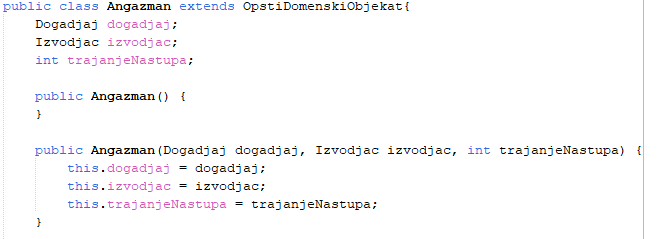 public class Angazman extends OpstiDomenskiObjekat{
    Dogadjaj dogadjaj;
    Izvodjac izvodjac;
    int trajanjeNastupa;

    public Angazman() {
    }

    public Angazman(Dogadjaj dogadjaj, Izvodjac izvodjac, int trajanjeNastupa) {
        this.dogadjaj = dogadjaj;
        this.izvodjac = izvodjac;
        this.trajanjeNastupa = trajanjeNastupa;
    }